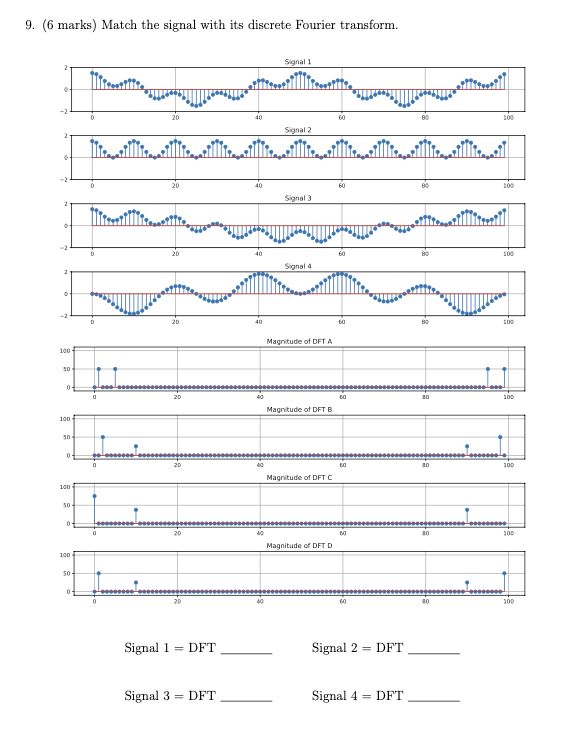 9. (6 marks) Match the signal with its discrete Fourier transform.
Signal 1
2
0
−2
0 20 40 60 80 100
Signal 2
2
0
−2
0 20 40 60 80 100
Signal 3
2
0
−2
0 20 40 60 80 100
Signal 4
2
0
−2
0 20 40 60 80 100
Magnitude of DFT A
100
50
0
0 20 40 60 80 100
Magnitude of DFT B
100
50
0
0 20 40 60 80 100
Magnitude of DFT C
100
50
0
0 20 40 60 80 100
Magnitude of DFT D
100
50
0
0 20 40 60 80 100
Signal 1 = DFT ________ Signal 2 = DFT ________
Signal 3 = DFT ________ Signal 4 = DFT ________